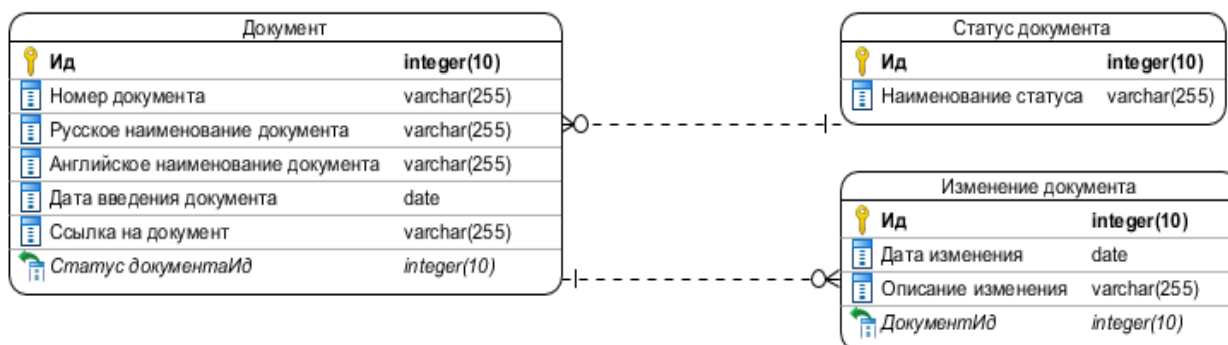 Документ
Ид integer(10)
Номер документа varchar(255)
Русское наименование документа varchar(255)
Английское наименование документа varchar(255)
Дата введения документа date
Ссылка на документ varchar(255)
Статус документаИд integer(10)
Статус документа
Ид integer(10)
Наименование статуса varchar(255)
Изменение документа
Ид integer(10)
Дата изменения date
Описание изменения varchar(255)
ДокументИд integer(10)